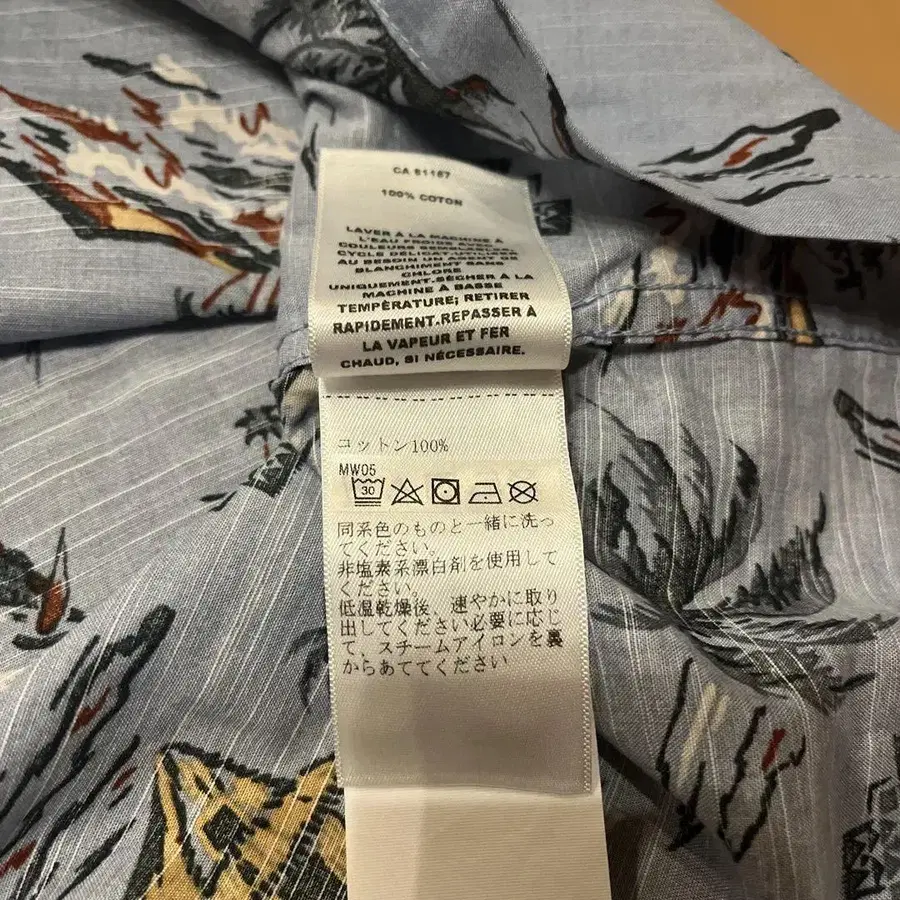 CA 81157
100% COTON
LAVER À LA MACHINE À
L'EAU FROIDE AVEC
COULEURS SEMBLABLES.
CYCLE DÉLICAT.UTILISER
AU BESOIN UN AGENT DE
BLANCHIMENT SANS
CHLORE
UNIQUEMENT.SÉCHER À LA
MACHINE À BASSE
TEMPÉRATURE; RETIRER
RAPIDEMENT.REPASSER À
LA VAPEUR ET FER
CHAUD, SI NÉCESSAIRE.
コットン100%
MW05
30
同系色のものと一緒に洗っ
てください。
非塩素系漂白剤を使用して
ください。
低温乾燥後、速やかに取り
出してください必要に応じ
て、スチームアイロンを裏
からあててください